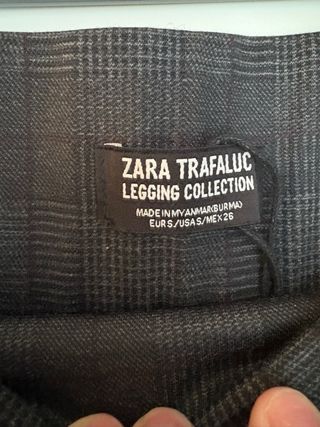 ZARA TRAFALUC
LEGGING COLLECTION
MADE IN MYANMAR(BURMA)
EUR S/USA S/MEX 26